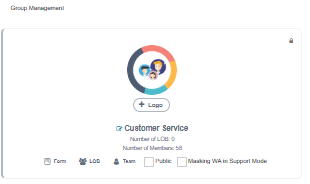 Group Management
+ Logo
Customer Service
Number of LOB: 0
Number of Members: 58
Form LOB Team Public Masking WA in Support Mode